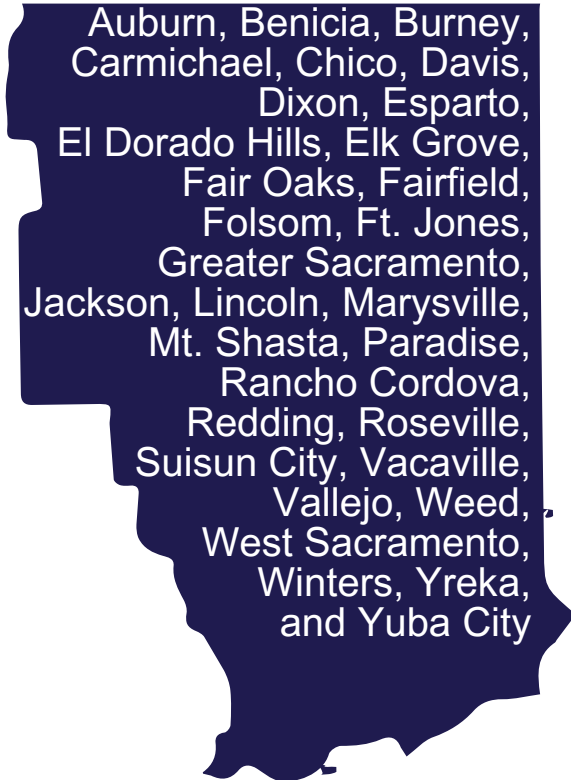 Auburn, Benicia, Burney,
Carmichael, Chico, Davis,
Dixon, Esparto,
El Dorado Hills, Elk Grove,
Fair Oaks, Fairfield,
Folsom, Ft. Jones,
Greater Sacramento,
Jackson, Lincoln, Marysville,
Mt. Shasta, Paradise,
Rancho Cordova,
Redding, Roseville,
Suisun City, Vacaville,
Vallejo, Weed,
West Sacramento,
Winters, Yreka,
and Yuba City